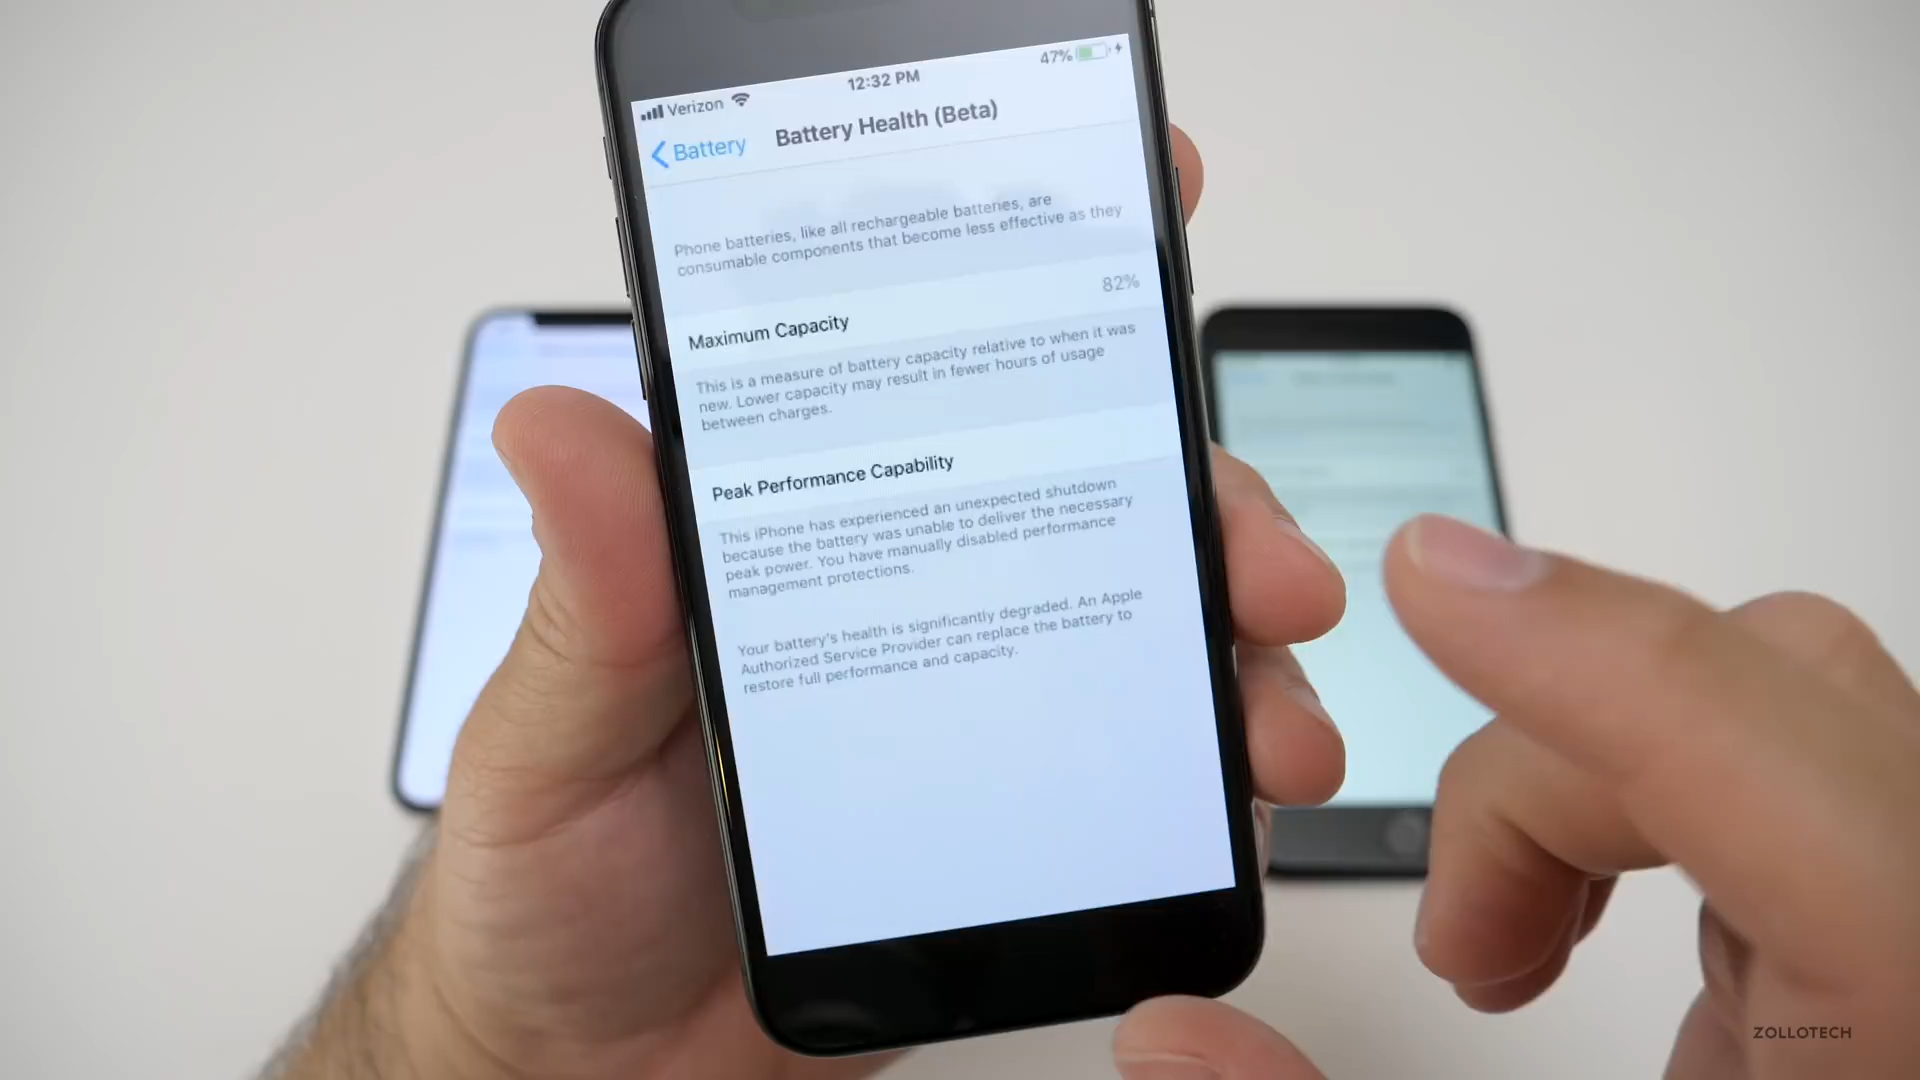 Verizon 12:32 PM 47%
Battery Battery Health (Beta)
Phone batteries, like all rechargeable batteries, are
consumable components that become less effective as they
Maximum Capacity 82%
This is a measure of battery capacity relative to when it was
new. Lower capacity may result in fewer hours of usage
between charges.
Peak Performance Capability
This iPhone has experienced an unexpected shutdown
because the battery was unable to deliver the necessary
peak power. You have manually disabled performance
management protections.
Your battery's health is significantly degraded. An Apple
Authorized Service Provider can replace the battery to
restore full performance and capacity.
ZOLLOTECH